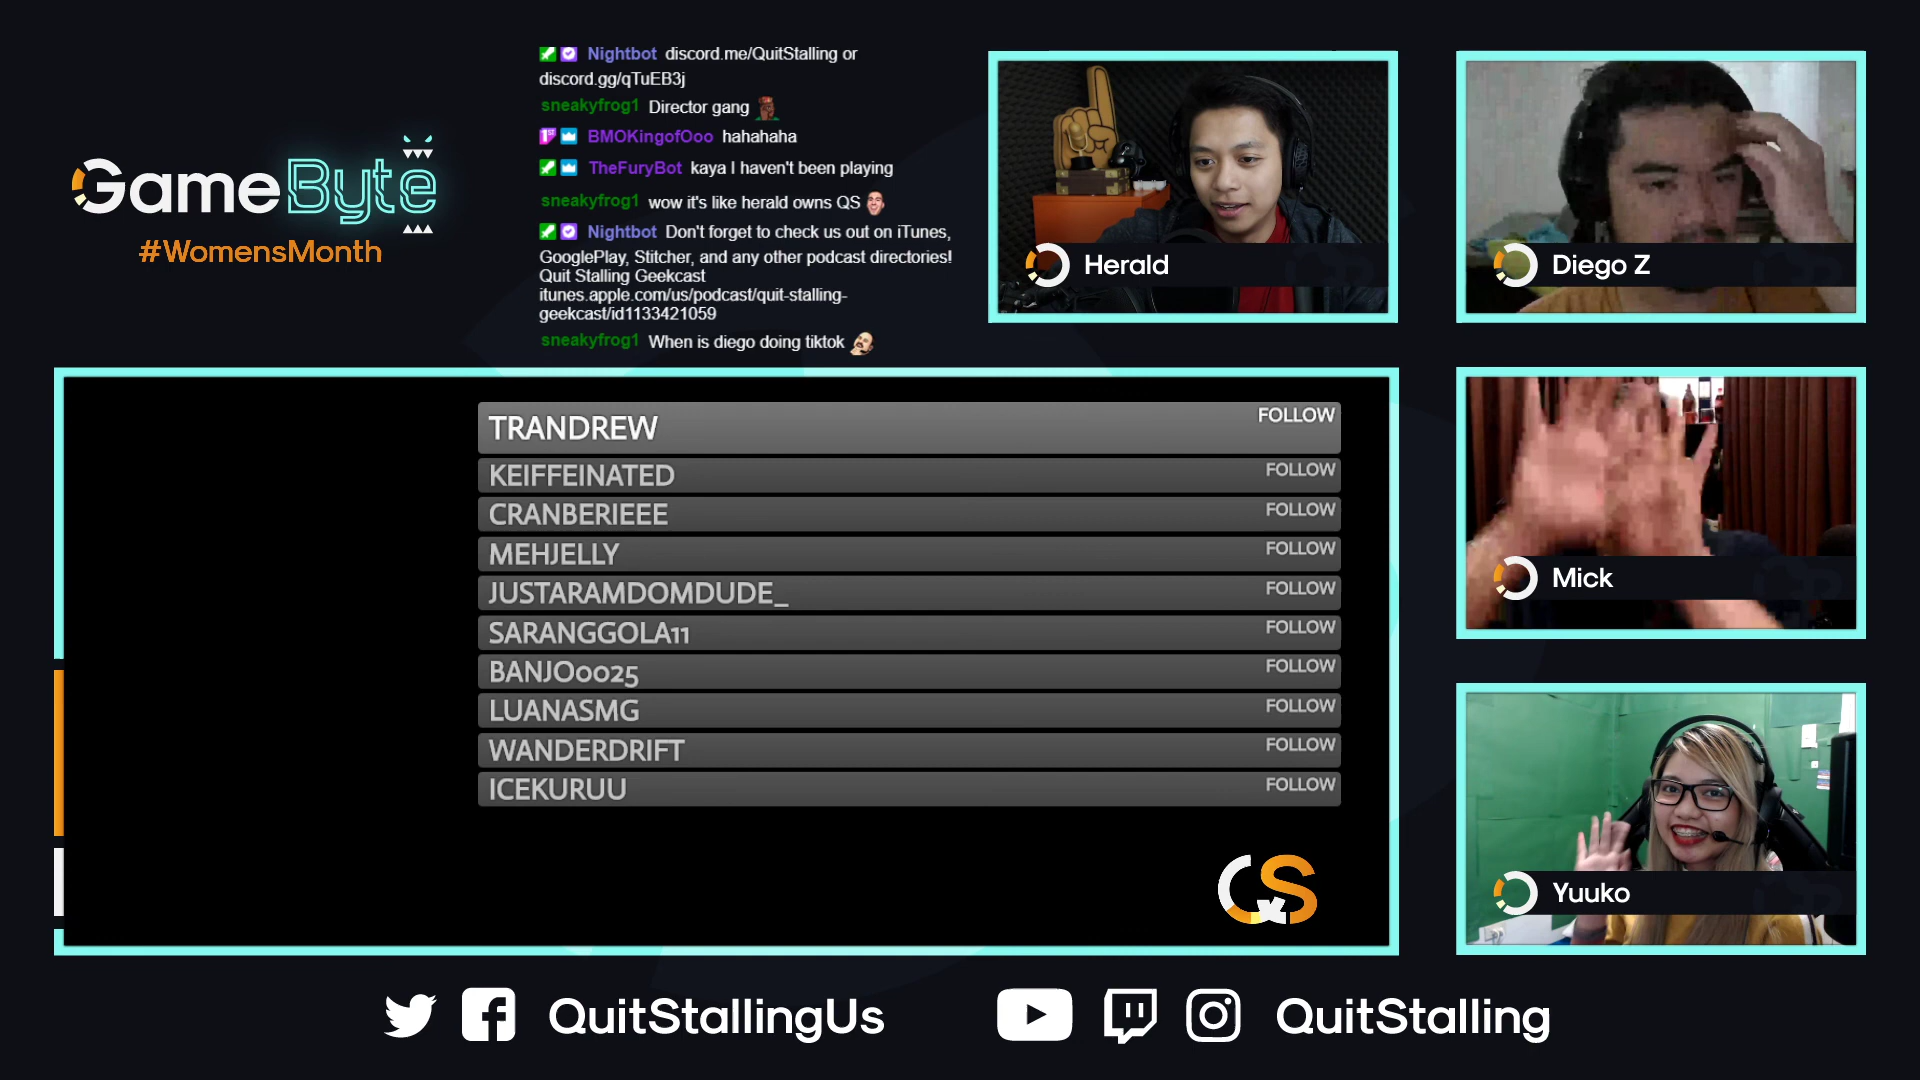 GameByte
#WomensMonth
Nightbot discord.me/QuitStalling or
discord.gg/qTuEB3j
sneakyfrog1 Director gang
1ST BMOKingofOoo hahahaha
TheFuryBot kaya I haven't been playing
sneakyfrog1 wow it's like herald owns QS
Nightbot Don't forget to check us out on iTunes,
GooglePlay, Stitcher, and any other podcast directories!
Quit Stalling Geekcast
itunes.apple.com/us/podcast/quit-stalling-
geekcast/id1133421059
sneakyfrog1 When is diego doing tiktok
Herald
Diego Z
TRANDREW FOLLOW
KEIFFEINATED FOLLOW
CRANBERIEEE FOLLOW
MEHJELLY FOLLOW
JUSTARAMDOMDUDE_ FOLLOW
SARANGGOLA11 FOLLOW
BANJO0025 FOLLOW
LUANASMG FOLLOW
WANDERDRIFT FOLLOW
ICEKURUU FOLLOW
QS
Mick
Yuuko
QuitStallingUs
QuitStalling